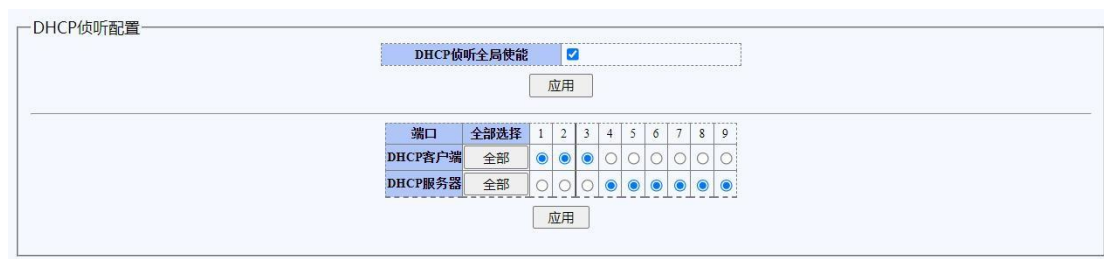 DHCP侦听配置
DHCP侦听全局使能
应用
端口 全部选择 1 2 3 4 5 6 7 8 9
DHCP客户端 全部
DHCP服务器 全部
应用